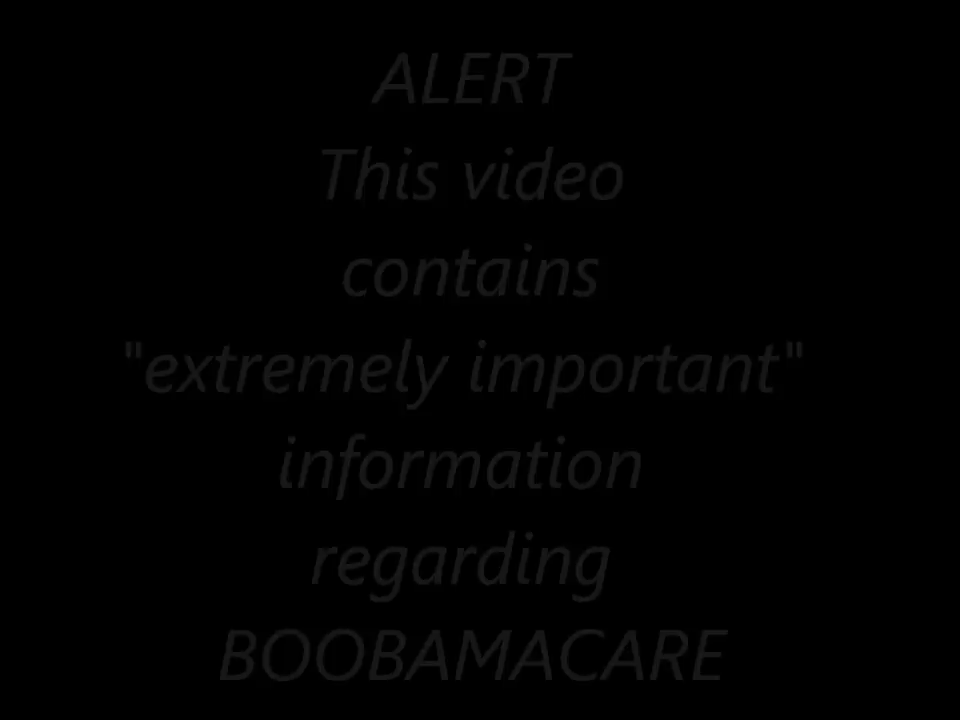 ALERT
This video
contains
"extremely important"
information
regarding
BOOBAMACARE